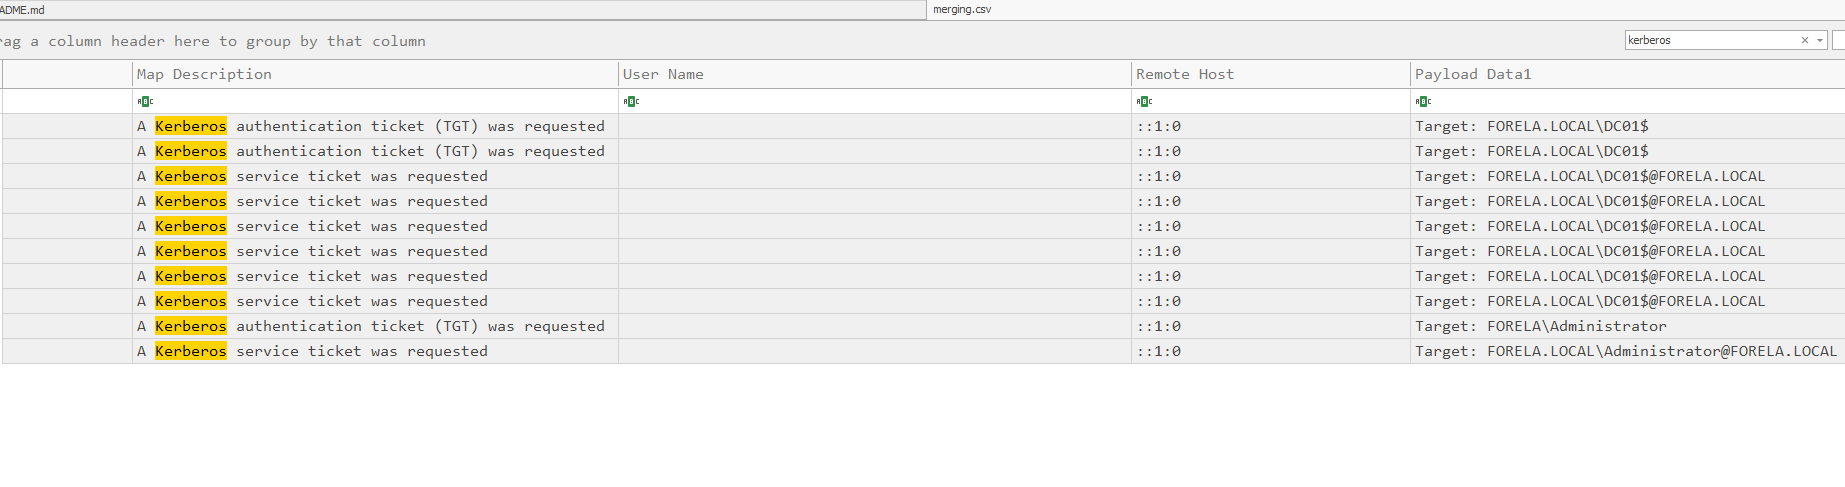 ADME.md merging.csv
rag a column header here to group by that column kerberos
Map Description User Name Remote Host Payload Data1
ABC ABC ABC ABC
A Kerberos authentication ticket (TGT) was requested ::1:0 Target: FORELA.LOCAL\DC01$
A Kerberos authentication ticket (TGT) was requested ::1:0 Target: FORELA.LOCAL\DC01$
A Kerberos service ticket was requested ::1:0 Target: FORELA.LOCAL\DC01$@FORELA.LOCAL
A Kerberos service ticket was requested ::1:0 Target: FORELA.LOCAL\DC01$@FORELA.LOCAL
A Kerberos service ticket was requested ::1:0 Target: FORELA.LOCAL\DC01$@FORELA.LOCAL
A Kerberos service ticket was requested ::1:0 Target: FORELA.LOCAL\DC01$@FORELA.LOCAL
A Kerberos service ticket was requested ::1:0 Target: FORELA.LOCAL\DC01$@FORELA.LOCAL
A Kerberos service ticket was requested ::1:0 Target: FORELA.LOCAL\DC01$@FORELA.LOCAL
A Kerberos authentication ticket (TGT) was requested ::1:0 Target: FORELA\Administrator
A Kerberos service ticket was requested ::1:0 Target: FORELA.LOCAL\Administrator@FORELA.LOCAL